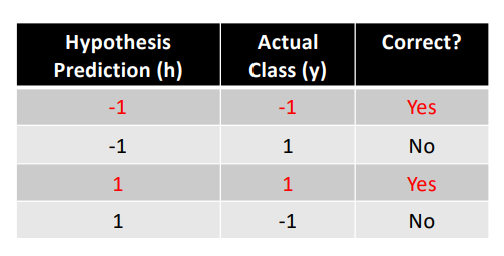 Hypothesis Prediction (h) Actual Class (y) Correct?
-1 -1 Yes
-1 1 No
1 1 Yes
1 -1 No